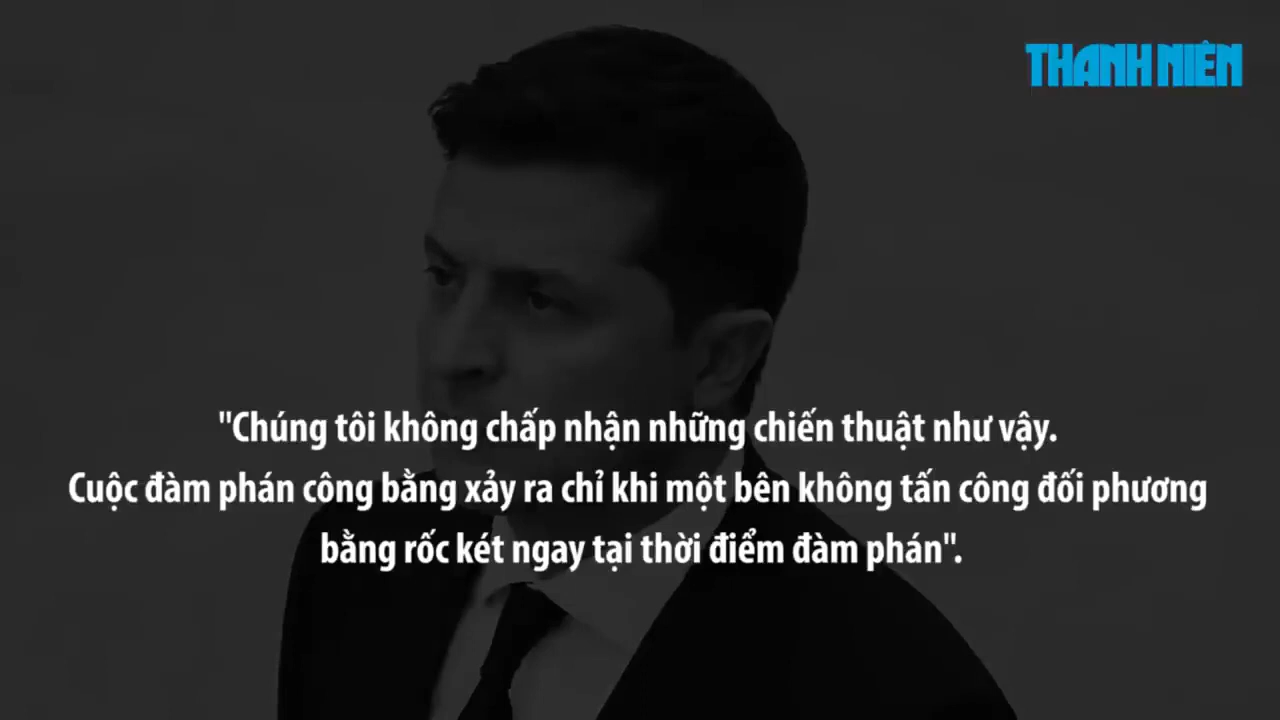 THANH NIÊN
"Chúng tôi không chấp nhận những chiến thuật như vậy.
Cuộc đàm phán công bằng xảy ra chỉ khi một bên không tấn công đối phương
bằng rốc két ngay tại thời điểm đàm phán".